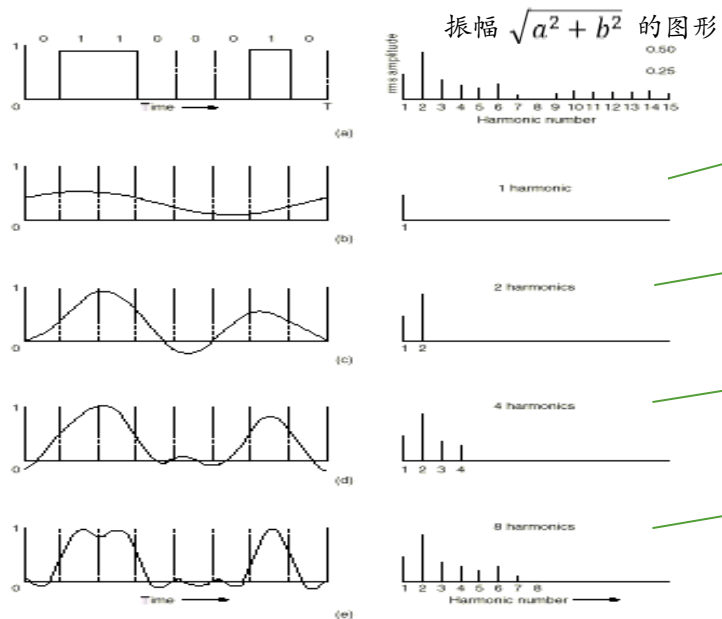 振幅 √(a² + b²) 的图形
1
0 1 1 0 0 0 1 0
0
Time
T
(a)
rms amplitude
0.50
0.25
1 2 3 4 5 6 7 8 9 10 11 12 13 14 15
Harmonic number
1
0
(b)
1 harmonic
1
1
0
(c)
2 harmonics
1 2
1
0
(d)
4 harmonics
1 2 3 4
1
0
Time
(e)
8 harmonics
1 2 3 4 5 6 7 8
Harmonic number